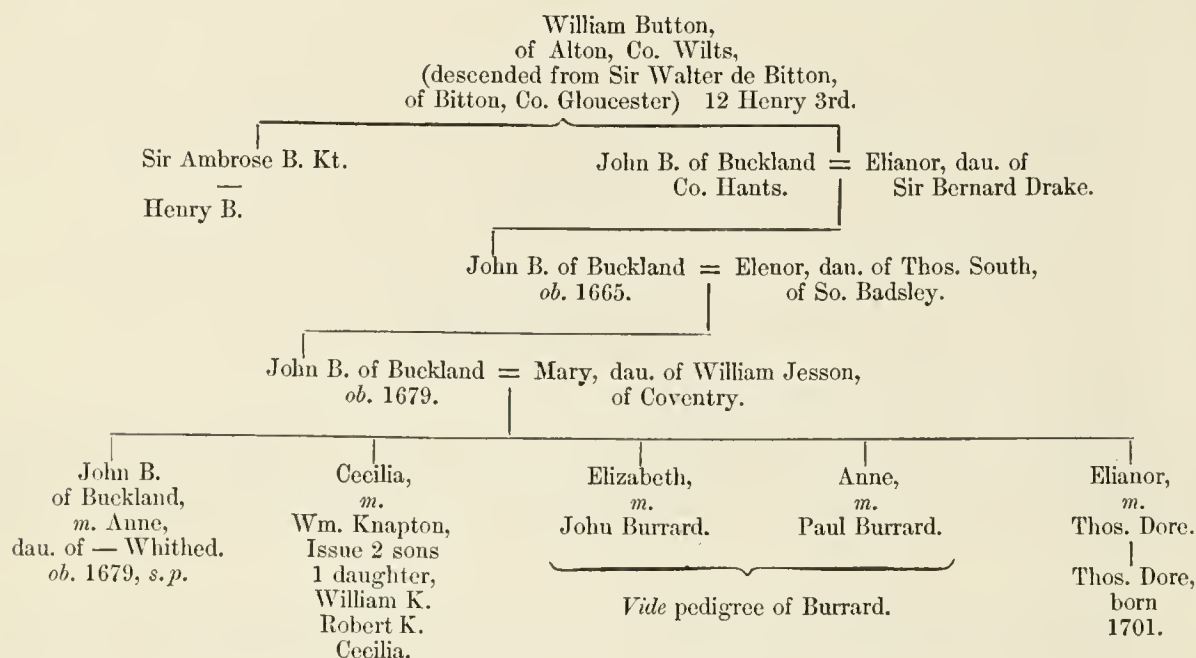 William Button,
of Alton, Co. Wilts,
(descended from Sir Walter de Bitton,
of Bitton, Co. Gloucester) 12 Henry 3rd.
Sir Ambrose B. Kt.
Henry B.
John B. of Buckland = Elianor, dau. of
Co. Hants. Sir Bernard Drake.
John B. of Buckland = Elenor, dau. of Thos. South,
ob. 1665. of So. Badsley.
John B. of Buckland = Mary, dau. of William Jesson,
ob. 1679. of Coventry.
John B.
of Buckland,
m. Anne,
dau. of — Whithed.
ob. 1679, s.p.
Cecilia,
m.
Wm. Knapton,
Issue 2 sons
1 daughter,
William K.
Robert K.
Cecilia.
Elizabeth,
m.
John Burrard.
Anne,
m.
Paul Burrard.
Vide pedigree of Burrard.
Elianor,
m.
Thos. Dore.
Thos. Dore,
born
1701.